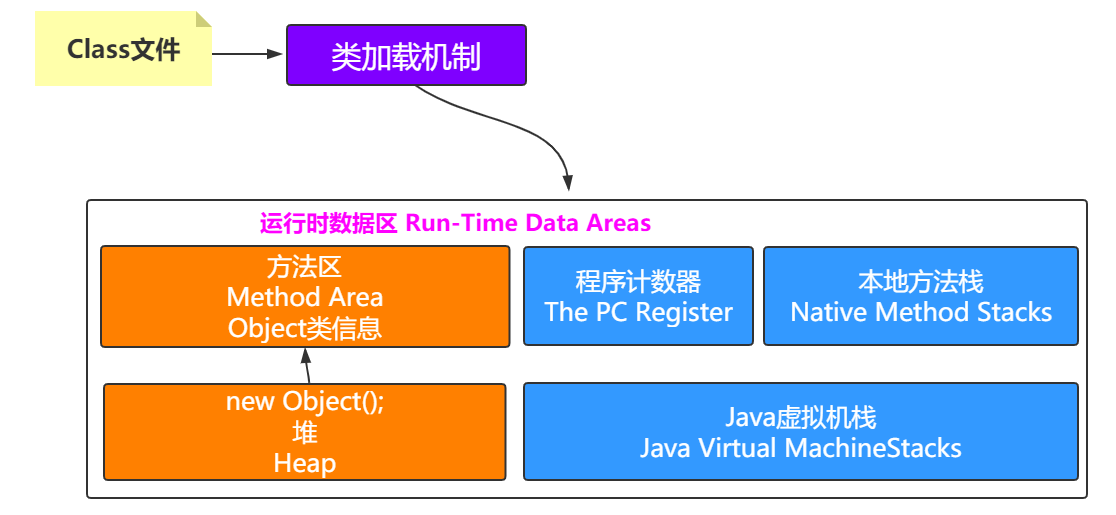 Class文件
类加载机制
运行时数据区 Run-Time Data Areas
方法区
Method Area
Object类信息
程序计数器
The PC Register
本地方法栈
Native Method Stacks
new Object();
堆
Heap
Java虚拟机栈
Java Virtual MachineStacks